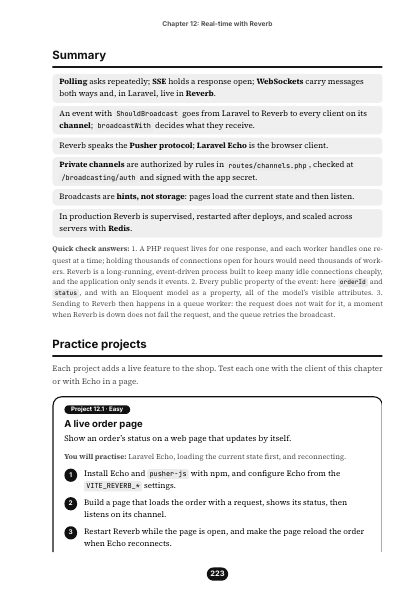 Chapter 12: Real-time with Reverb
Summary
Polling asks repeatedly; SSE holds a response open; WebSockets carry messages
both ways and, in Laravel, live in Reverb.
An event with ShouldBroadcast goes from Laravel to Reverb to every client on its
channel; broadcastWith decides what they receive.
Reverb speaks the Pusher protocol; Laravel Echo is the browser client.
Private channels are authorized by rules in routes/channels.php, checked at
/broadcasting/auth and signed with the app secret.
Broadcasts are hints, not storage: pages load the current state and then listen.
In production Reverb is supervised, restarted after deploys, and scaled across
servers with Redis.
Quick check answers: 1. A PHP request lives for one response, and each worker handles one re-
quest at a time; holding thousands of connections open for hours would need thousands of work-
ers. Reverb is a long-running, event-driven process built to keep many idle connections cheaply,
and the application only sends it events. 2. Every public property of the event: here orderId and
status, and with an Eloquent model as a property, all of the model's visible attributes. 3.
Sending to Reverb then happens in a queue worker: the request does not wait for it, a moment
when Reverb is down does not fail the request, and the queue retries the broadcast.
Practice projects
Each project adds a live feature to the shop. Test each one with the client of this chapter
or with Echo in a page.
Project 12.1 · Easy
A live order page
Show an order's status on a web page that updates by itself.
You will practise: Laravel Echo, loading the current state first, and reconnecting.
1 Install Echo and pusher-js with npm, and configure Echo from the
VITE_REVERB_* settings.
2 Build a page that loads the order with a request, shows its status, then
listens on its channel.
3 Restart Reverb while the page is open, and make the page reload the order
when Echo reconnects.
223